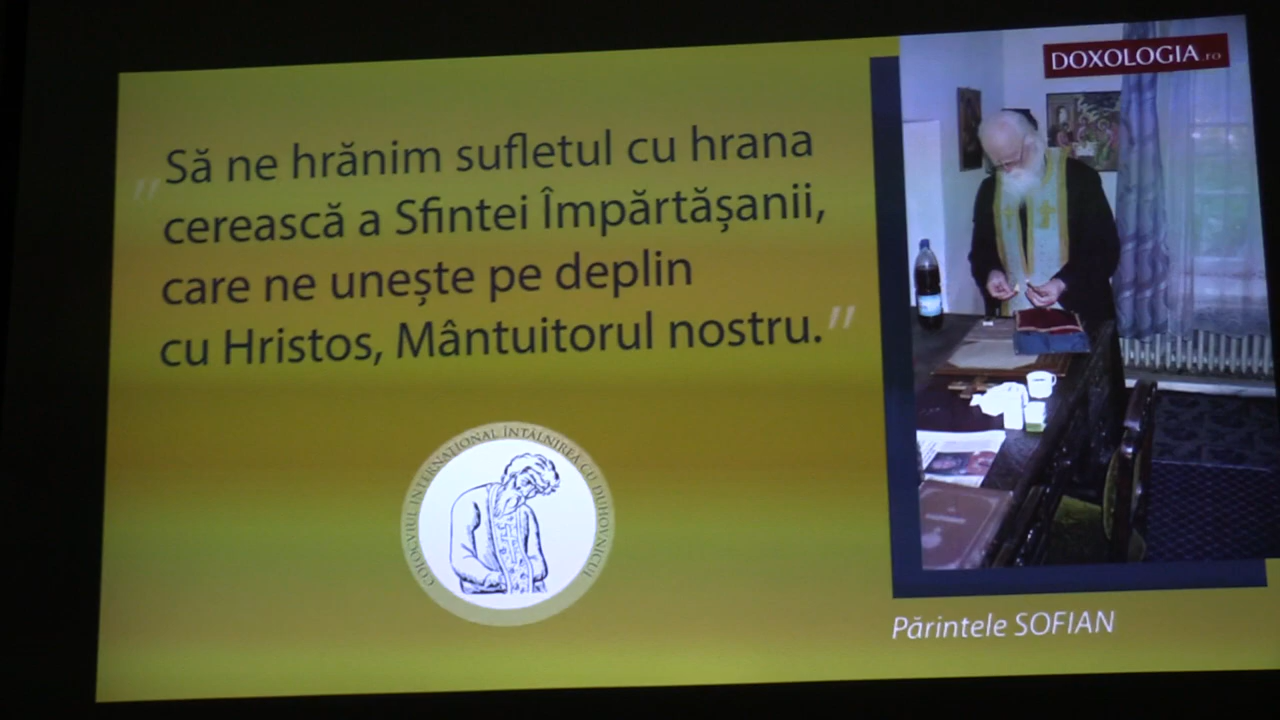 DOXOLOGIA.ro
"Să ne hrănim sufletul cu hrana
cerească a Sfintei Împărtășanii,
care ne unește pe deplin
cu Hristos, Mântuitorul nostru."
COLOCVIUL INTERNAȚIONAL ÎNTÂLNIREA CU DUHOVNICUL
Părintele SOFIAN